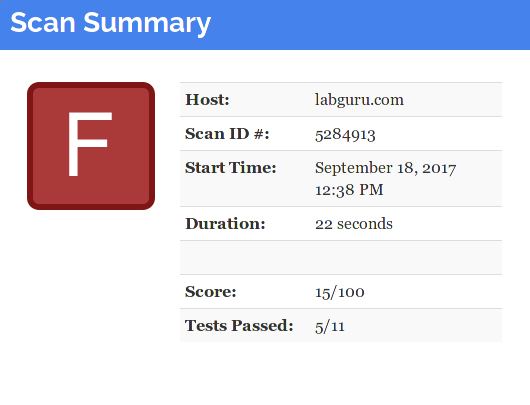 Scan Summary
F
Host: labguru.com
Scan ID #: 5284913
Start Time: September 18, 2017
12:38 PM
Duration: 22 seconds
Score: 15/100
Tests Passed: 5/11